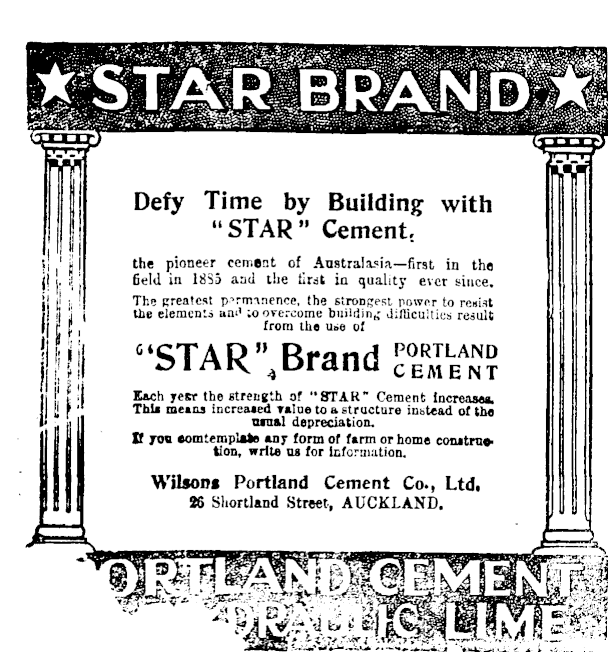 ★ STAR BRAND ★
Defy Time by Building with
"STAR" Cement.
the pioneer cement of Australasia—first in the
field in 1885 and the first in quality ever since.
The greatest permanence, the strongest power to resist
the elements and to overcome building difficulties result
from the use of
"STAR" Brand PORTLAND
CEMENT
Each year the strength of "STAR" Cement increases.
This means increased value to a structure instead of the
usual depreciation.
If you comtemplate any form of farm or home construc-
tion, write us for information.
Wilsons Portland Cement Co., Ltd.
26 Shortland Street, AUCKLAND.
PORTLAND CEMENT
HYDRAULIC LIME